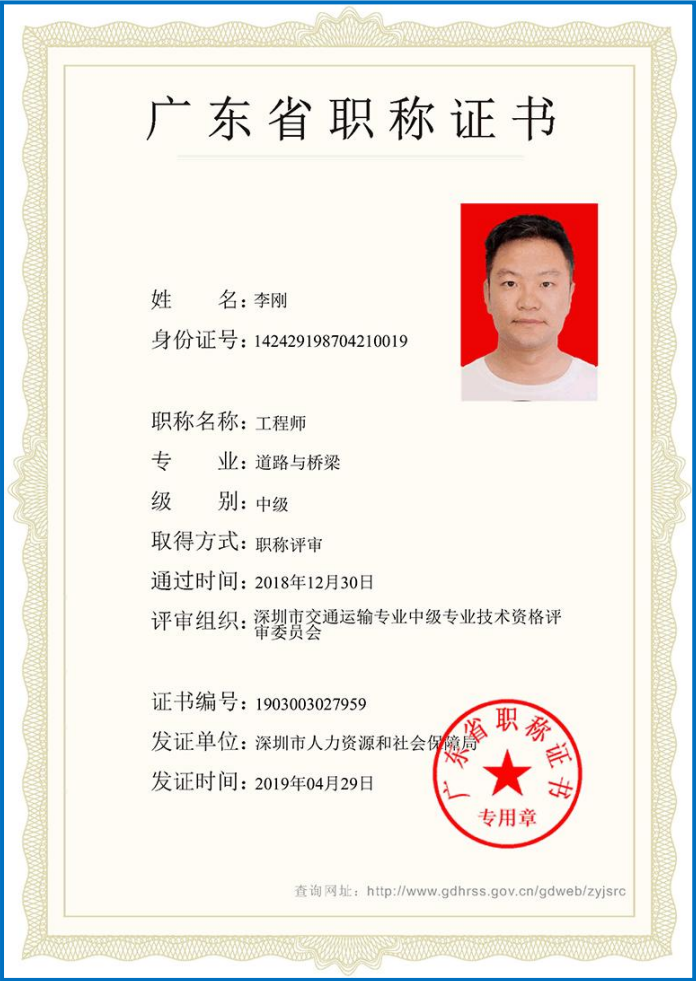 广东省职称证书
姓 名：李刚
身份证号：142429198704210019
职称名称：工程师
专 业：道路与桥梁
级 别：中级
取得方式：职称评审
通过时间：2018年12月30日
评审组织：深圳市交通运输专业中级专业技术资格评
审委员会
证书编号：1903003027959
发证单位：深圳市人力资源和社会保障局
发证时间：2019年04月29日
广东省职称证书
专用章
查询网址：http://www.gdhrss.gov.cn/gdweb/zyjsrc